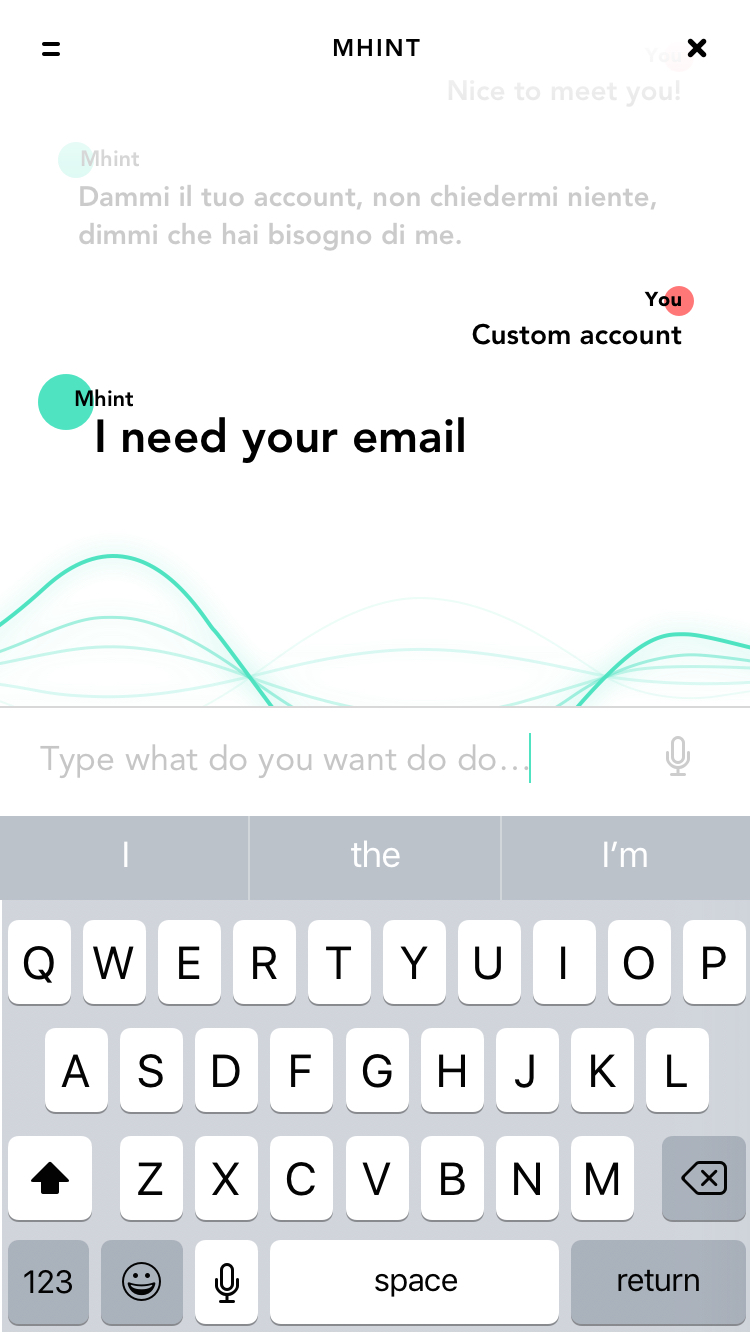 MHINT
You
Nice to meet you!
Mhint
Dammi il tuo account, non chiedermi niente,
dimmi che hai bisogno di me.
You
Custom account
Mhint
I need your email
Type what do you want do do...
I the I’m
Q W E R T Y U I O P
A S D F G H J K L
Z X C V B N M
123 space return